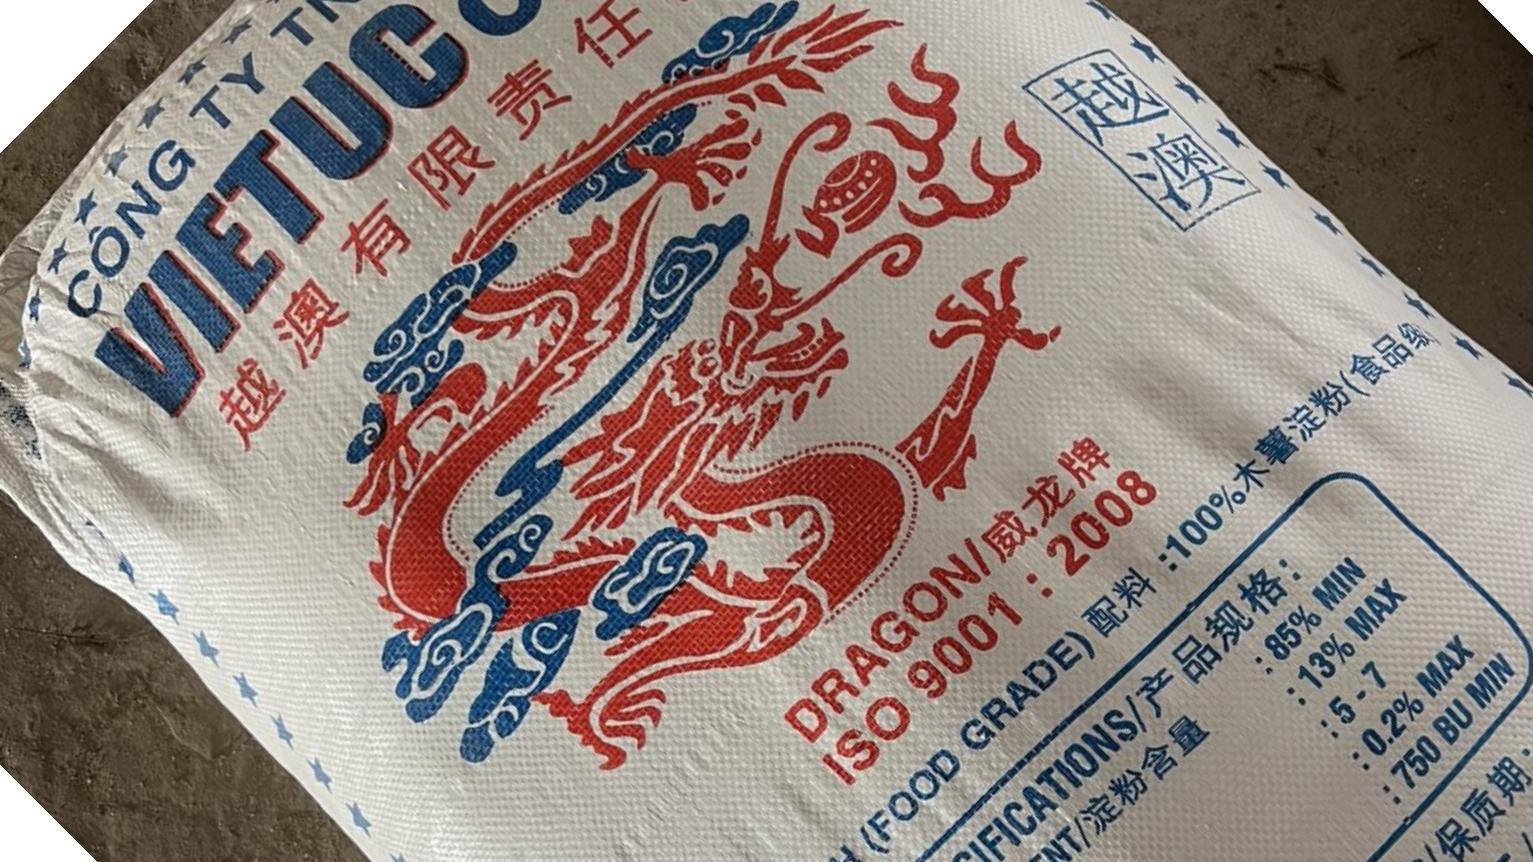 CÔNG TY
VIETUC
越澳有限责任
越
澳
DRAGON/威龙牌
ISO 9001 : 2008
(FOOD GRADE) 配料 :100%木薯淀粉(食品级
/产品规格:
/淀粉含量
: 85% MIN
: 13% MAX
: 5 - 7
: 0.2% MAX
: 750 BU MIN
/保质期: